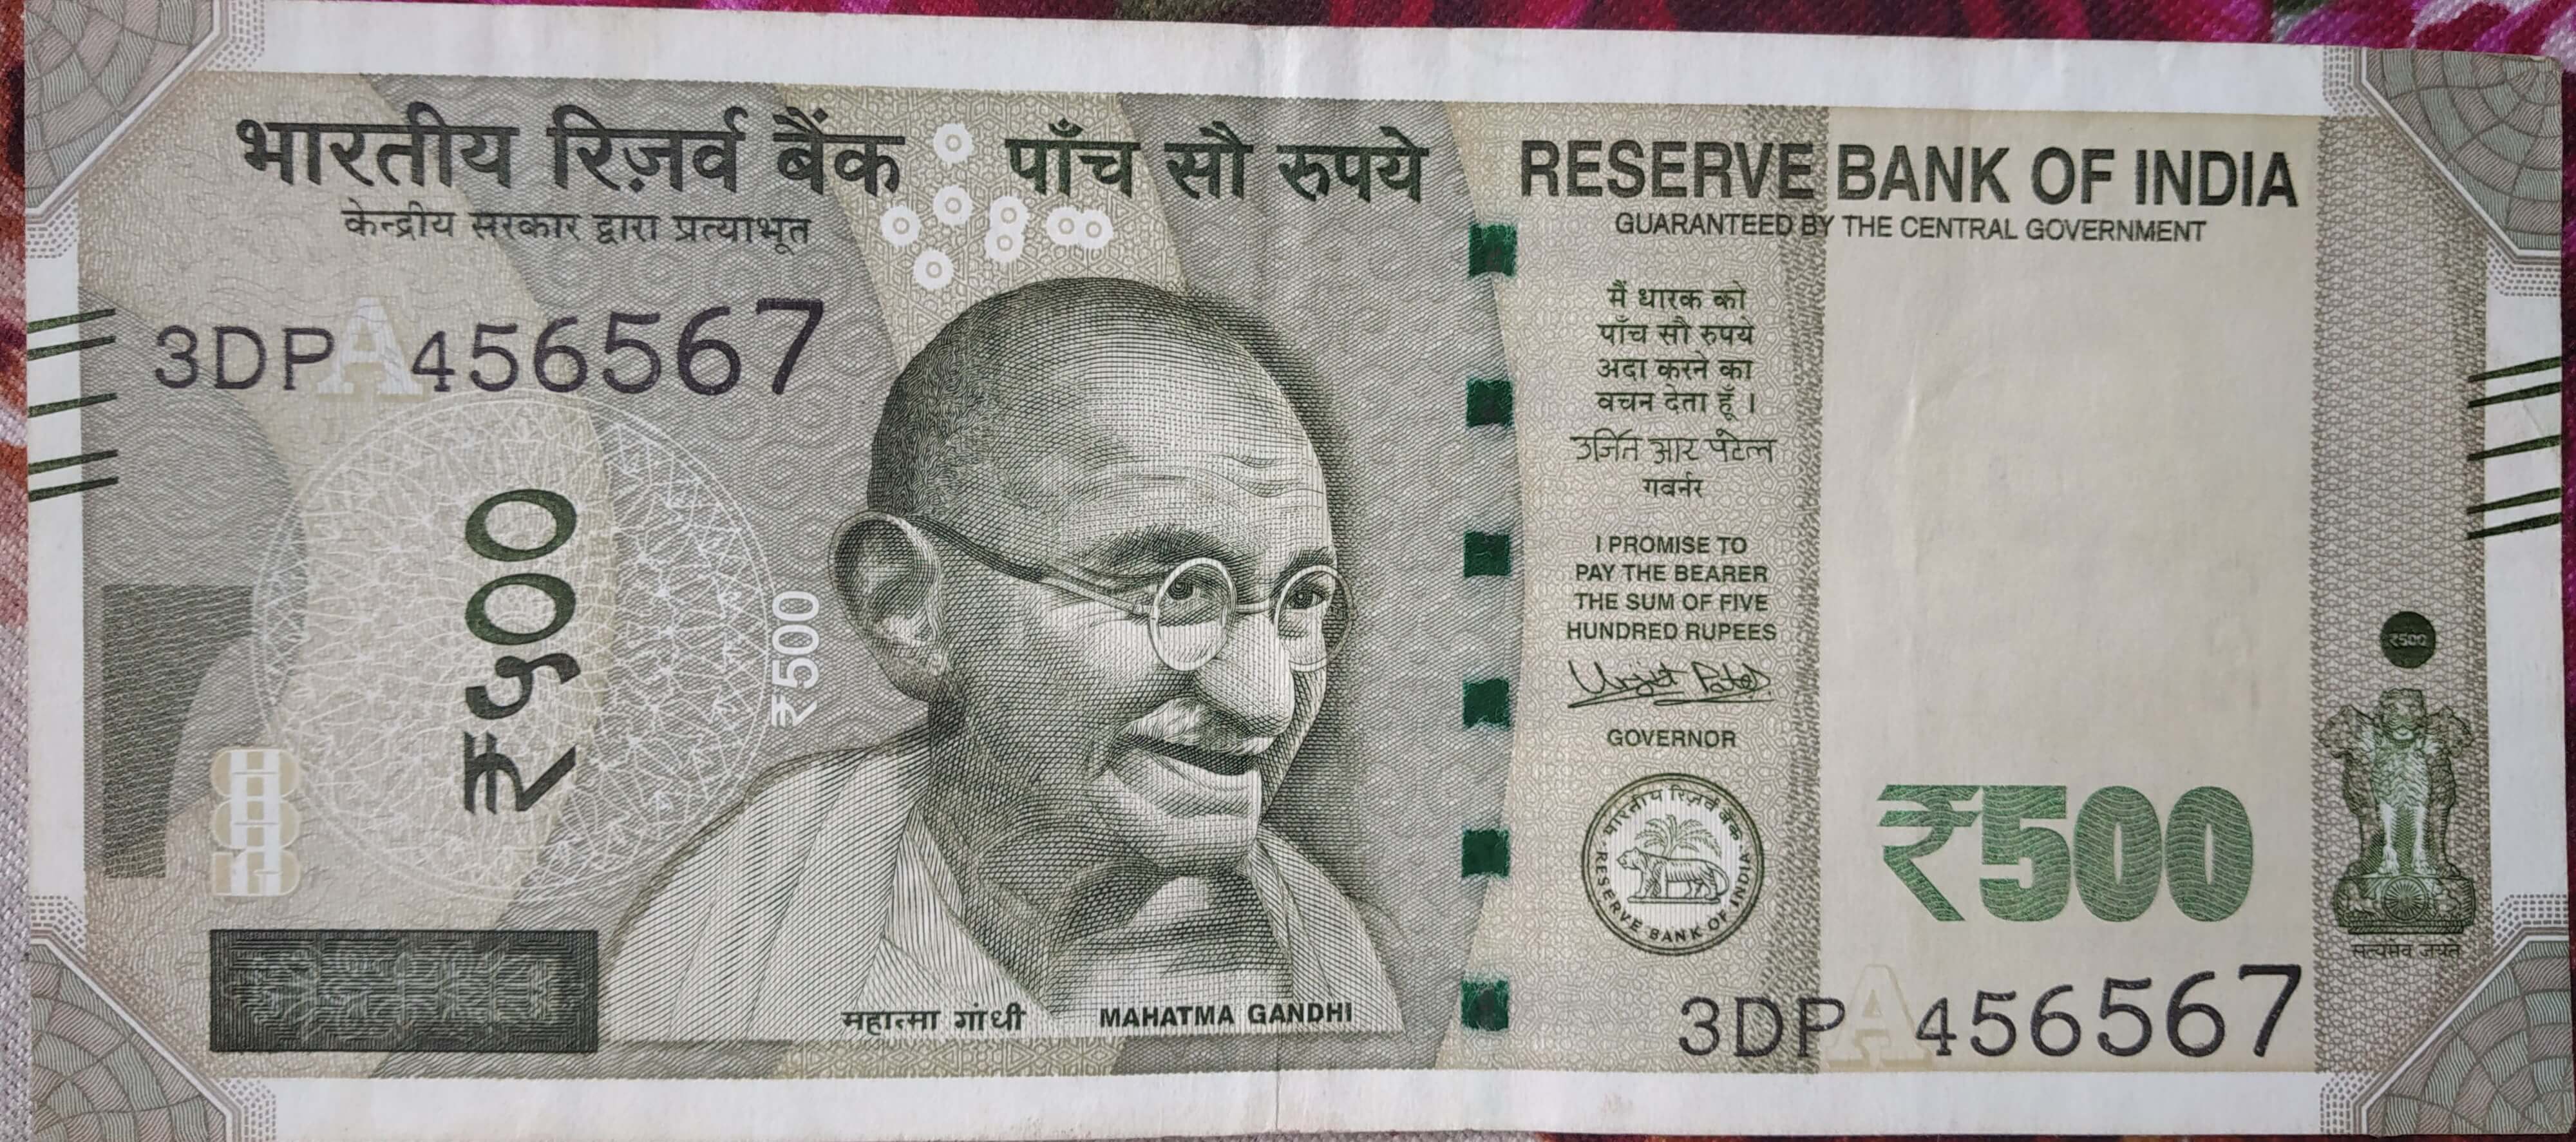 भारतीय रिज़र्व बैंक
केन्द्रीय सरकार द्वारा प्रत्याभूत
पाँच सौ रुपये
RESERVE BANK OF INDIA
GUARANTEED BY THE CENTRAL GOVERNMENT
3DP 456567
A
₹५००
₹500
मैं धारक को
पाँच सौ रुपये
अदा करने का
वचन देता हूँ ।
उर्जित आर पटेल
गवर्नर
I PROMISE TO
PAY THE BEARER
THE SUM OF FIVE
HUNDRED RUPEES
Urjit Patel
GOVERNOR
भारतीय रिज़र्व बैंक
RESERVE BANK OF INDIA
₹500
₹500
सत्यमेव जयते
महात्मा गांधी
MAHATMA GANDHI
3DP 456567
A